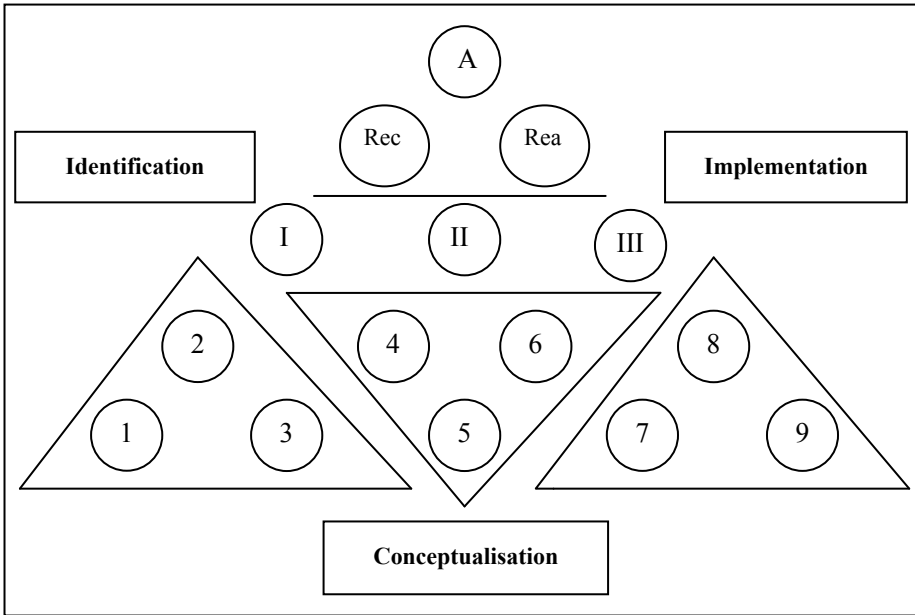 A
Rec Rea
Identification Implementation
I II III
2 4 6 8
1 3 5 7 9
Conceptualisation